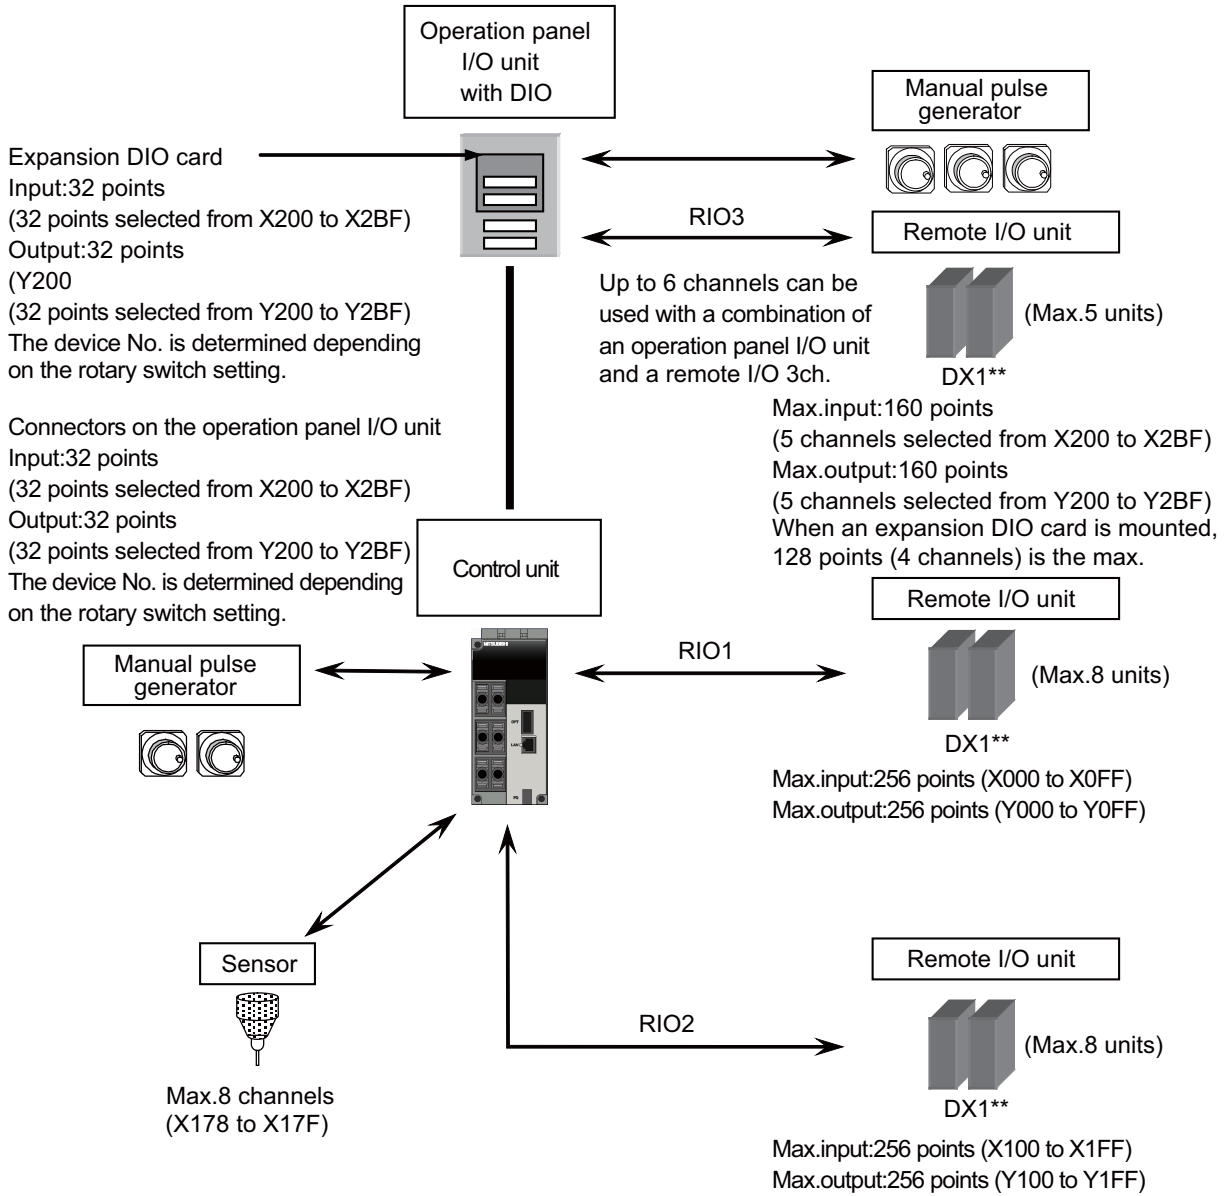 Operation panel
I/O unit
with DIO
Manual pulse
generator
Expansion DIO card
Input:32 points
(32 points selected from X200 to X2BF)
Output:32 points
(Y200
(32 points selected from Y200 to Y2BF)
The device No. is determined depending
on the rotary switch setting.
RIO3
Remote I/O unit
Up to 6 channels can be
used with a combination of
an operation panel I/O unit
and a remote I/O 3ch.
(Max.5 units)
DX1**
Max.input:160 points
(5 channels selected from X200 to X2BF)
Max.output:160 points
(5 channels selected from Y200 to Y2BF)
When an expansion DIO card is mounted,
128 points (4 channels) is the max.
Connectors on the operation panel I/O unit
Input:32 points
(32 points selected from X200 to X2BF)
Output:32 points
(32 points selected from Y200 to Y2BF)
The device No. is determined depending
on the rotary switch setting.
Control unit
MITSUBISHI
OPT
LAN
PD
Manual pulse
generator
RIO1
Remote I/O unit
(Max.8 units)
DX1**
Max.input:256 points (X000 to X0FF)
Max.output:256 points (Y000 to Y0FF)
Sensor
Max.8 channels
(X178 to X17F)
RIO2
Remote I/O unit
(Max.8 units)
DX1**
Max.input:256 points (X100 to X1FF)
Max.output:256 points (Y100 to Y1FF)